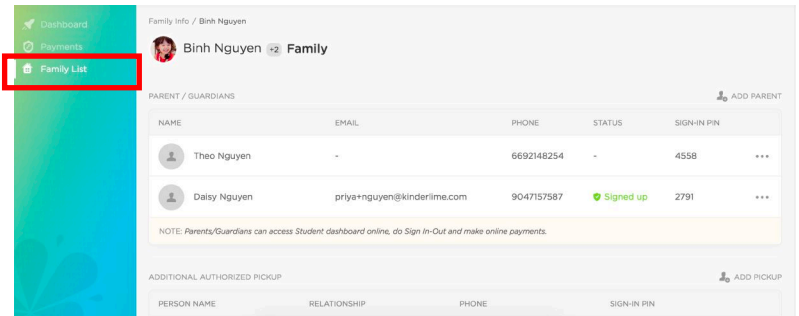 Dashboard
Payments
Family List
Family Info / Binh Nguyen
Binh Nguyen +2 Family
PARENT / GUARDIANS
ADD PARENT
NAME EMAIL PHONE STATUS SIGN-IN PIN
Theo Nguyen - 6692148254 - 4558
Daisy Nguyen priya+nguyen@kinderlime.com 9047157587 Signed up 2791
NOTE: Parents/Guardians can access Student dashboard online, do Sign In-Out and make online payments.
ADDITIONAL AUTHORIZED PICKUP
ADD PICKUP
PERSON NAME RELATIONSHIP PHONE SIGN-IN PIN